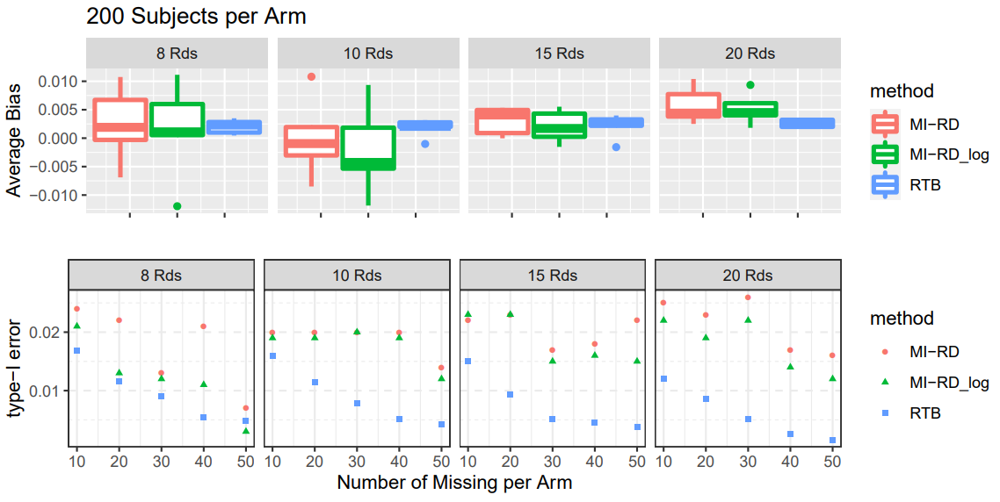 200 Subjects per Arm
8 Rds 10 Rds 15 Rds 20 Rds
Average Bias
0.010
0.005
0.000
−0.005
−0.010
method
MI−RD
MI−RD_log
RTB
8 Rds 10 Rds 15 Rds 20 Rds
type−I error
0.02
0.01
10 20 30 40 50 10 20 30 40 50 10 20 30 40 50 10 20 30 40 50
Number of Missing per Arm
method
MI−RD
MI−RD_log
RTB